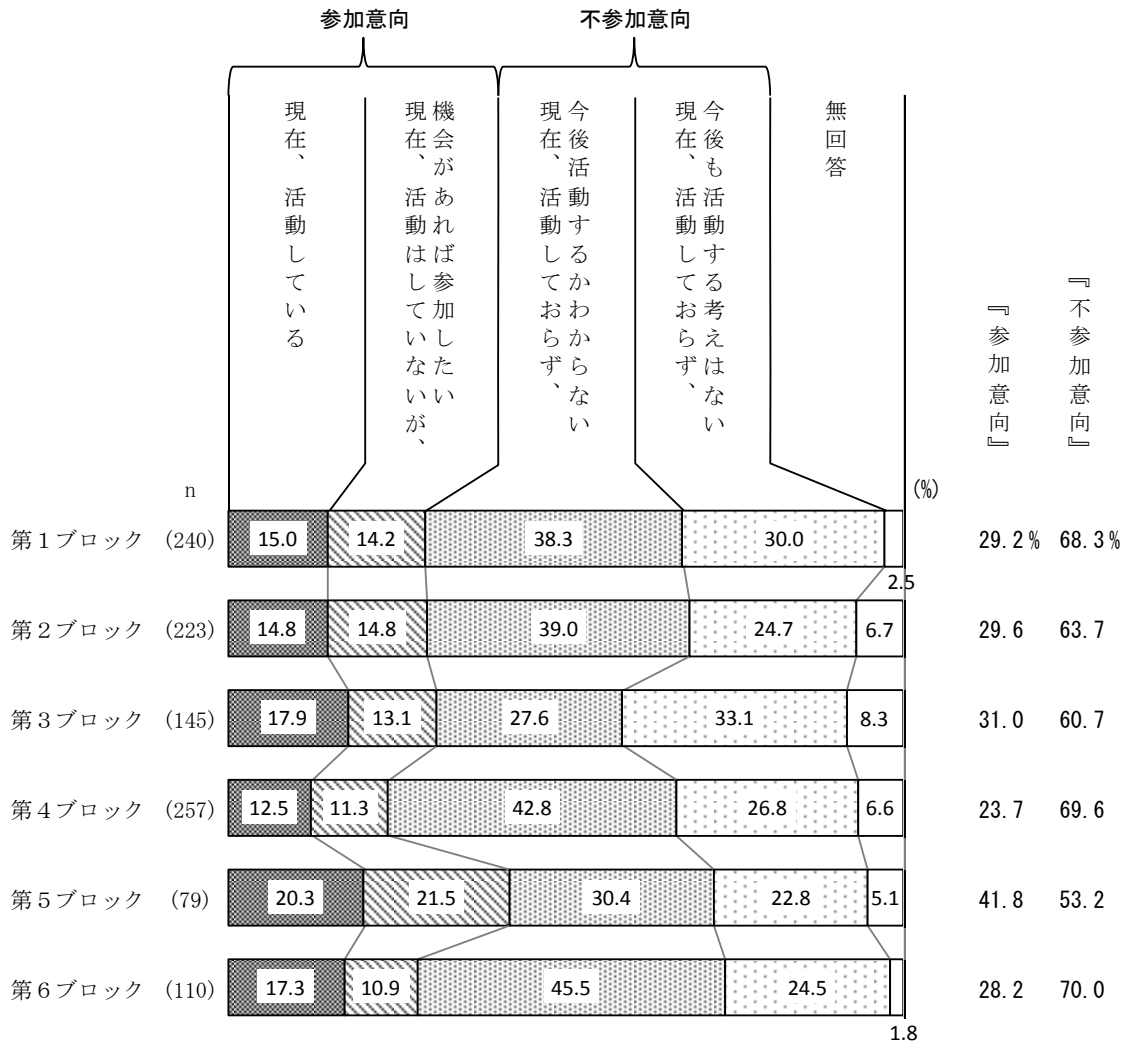 参加意向
不参加意向
現在、活動している
現在、活動はしていないが、
機会があれば参加したい
現在、活動しておらず、
今後活動するかわからない
現在、活動しておらず、
今後も活動する考えはない
無回答
『参加意向』
『不参加意向』
n
(%)
第1ブロック (240) 15.0 14.2 38.3 30.0 2.5 29.2% 68.3%
第2ブロック (223) 14.8 14.8 39.0 24.7 6.7 29.6 63.7
第3ブロック (145) 17.9 13.1 27.6 33.1 8.3 31.0 60.7
第4ブロック (257) 12.5 11.3 42.8 26.8 6.6 23.7 69.6
第5ブロック (79) 20.3 21.5 30.4 22.8 5.1 41.8 53.2
第6ブロック (110) 17.3 10.9 45.5 24.5 1.8 28.2 70.0